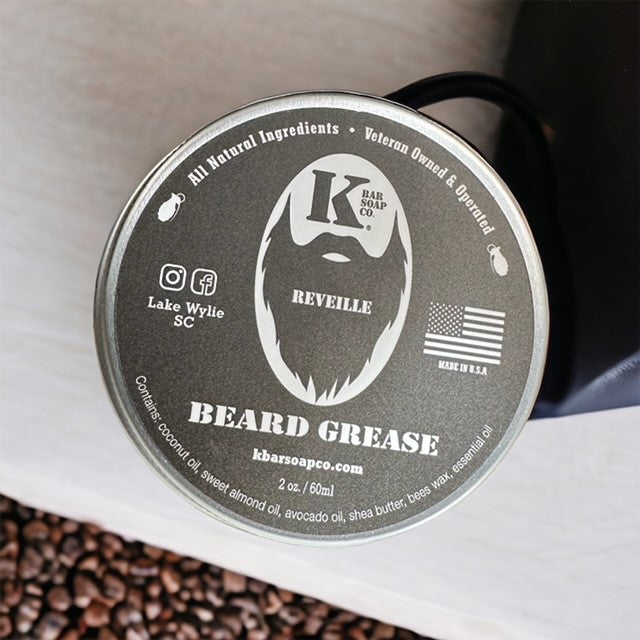 All Natural Ingredients • Veteran Owned & Operated
K BAR
SOAP
CO.®
REVEILLE
Lake Wylie
SC
MADE IN U.S.A
BEARD GREASE
kbarsoapco.com
2 oz. / 60ml
Contains: coconut oil, sweet almond oil, avocado oil, shea butter, bees wax, essential oil